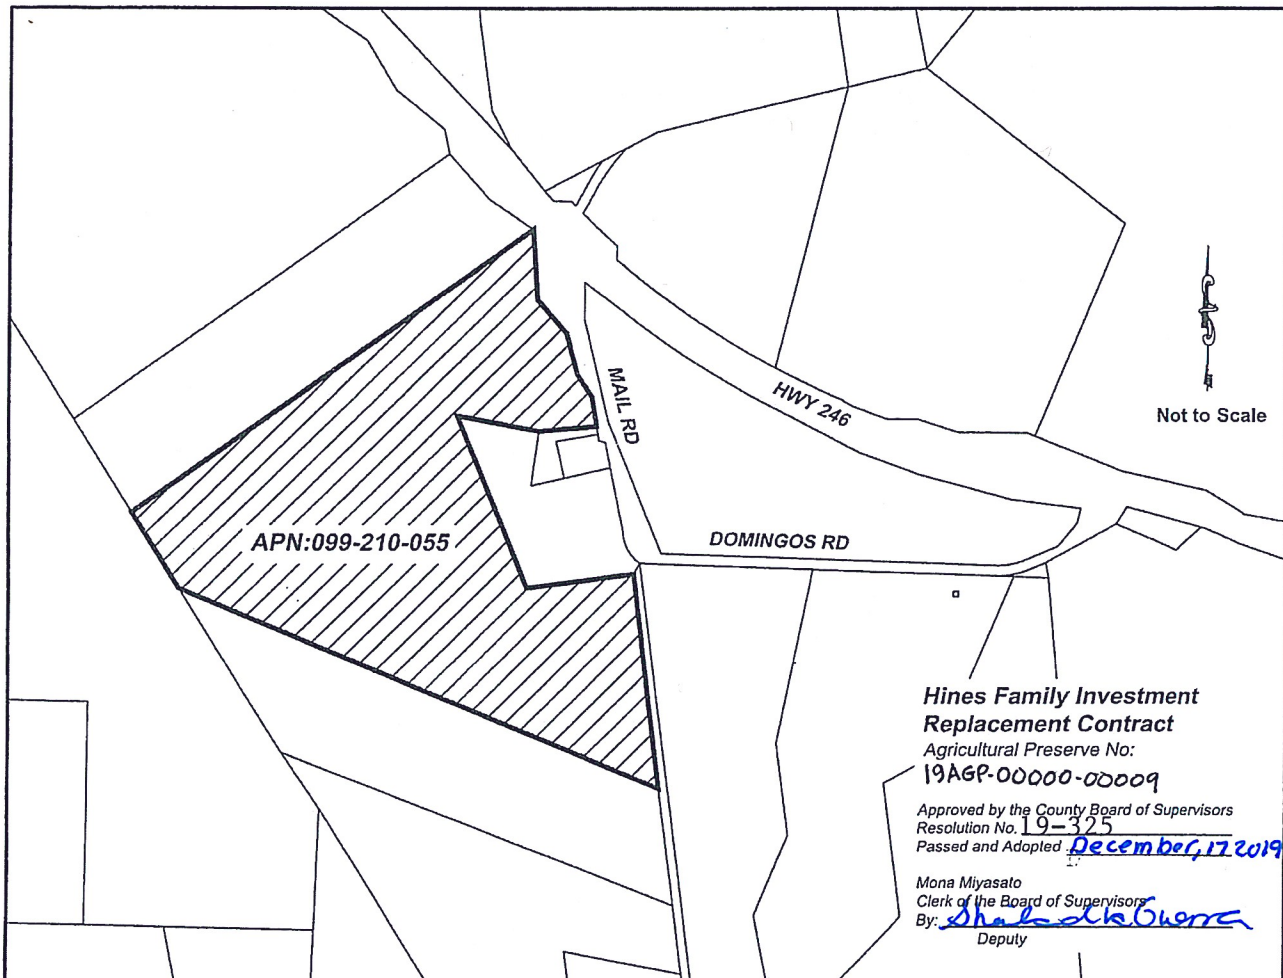 MAIL RD
HWY 246
Not to Scale
APN:099-210-055
DOMINGOS RD
Hines Family Investment
Replacement Contract
Agricultural Preserve No:
19AGP-00000-00009
Approved by the County Board of Supervisors
Resolution No. 19-325
Passed and Adopted December, 17 2019
Mona Miyasato
Clerk of the Board of Supervisors
By:
Deputy